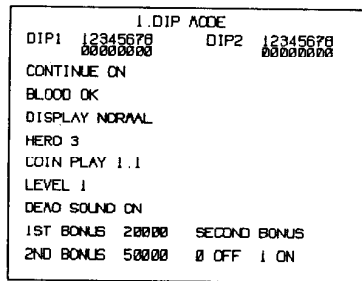 1.DIP MODE
DIP1 12345678 DIP2 12345678
00000000 00000000
CONTINUE ON
BLOOD OK
DISPLAY NORMAL
HERO 3
COIN PLAY 1.1
LEVEL 1
DEMO SOUND ON
1ST BONUS 20000 SECOND BONUS
2ND BONUS 50000 0 OFF 1 ON